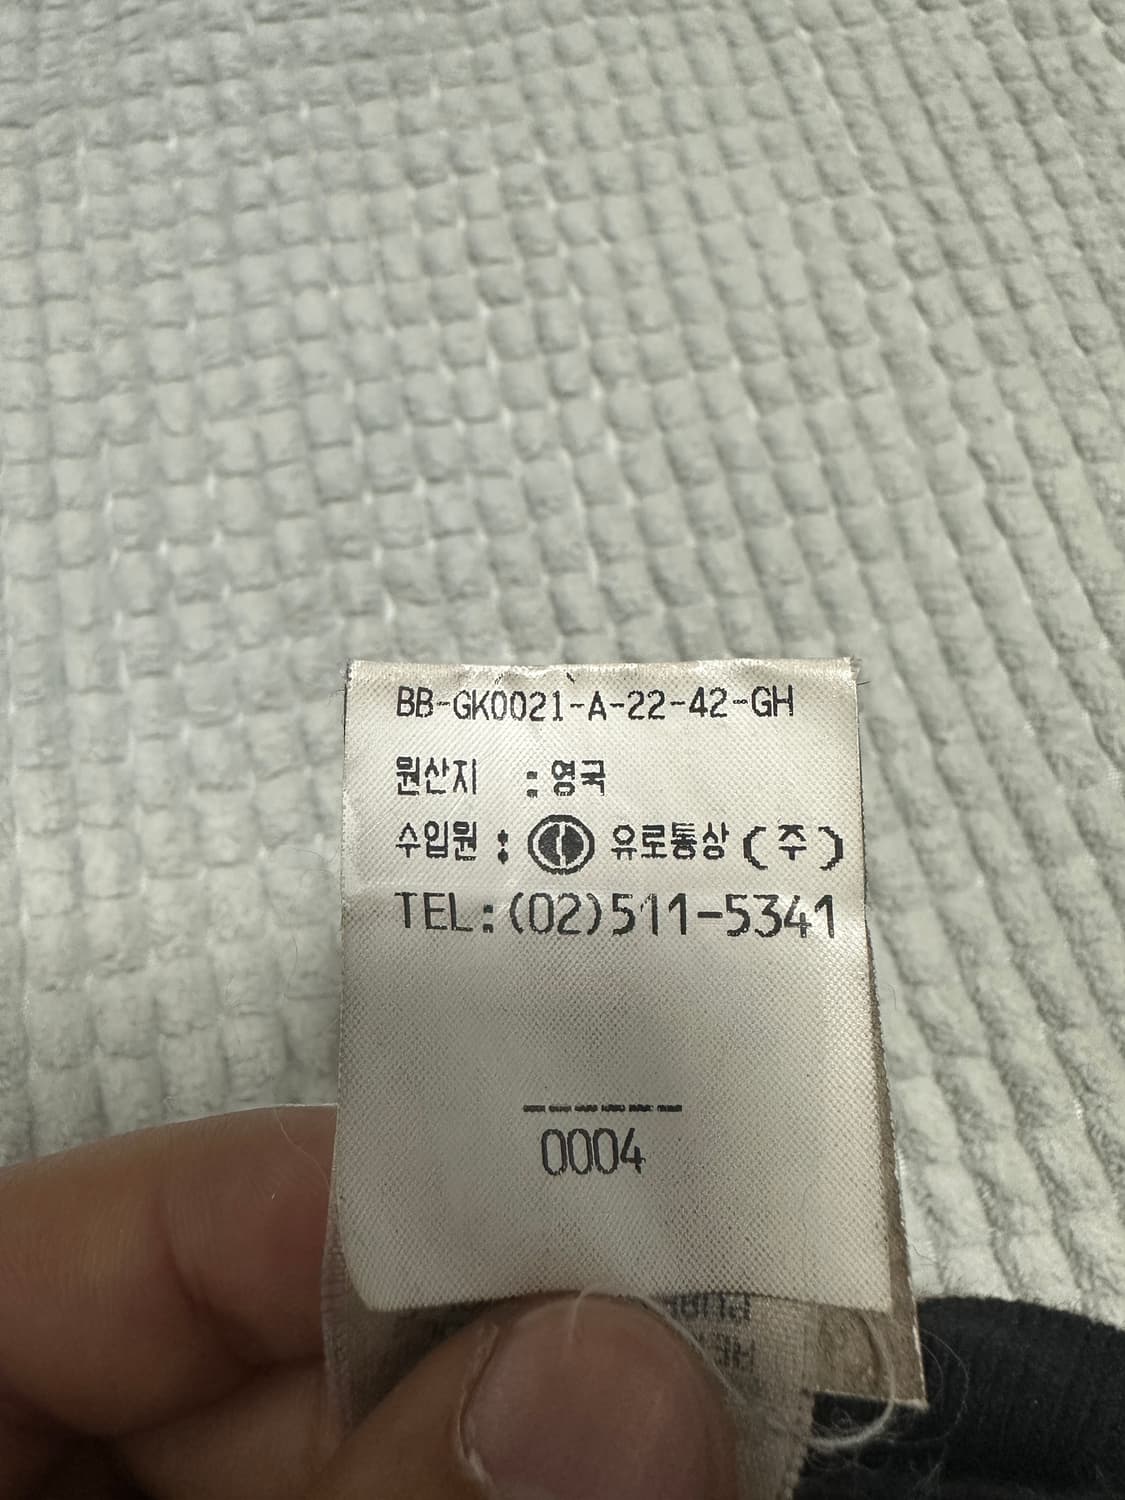 BB-GK0021-A-22-42-GH
원산지 : 영국
수입원 : 유로통상(주)
TEL:(02)511-5341
0004